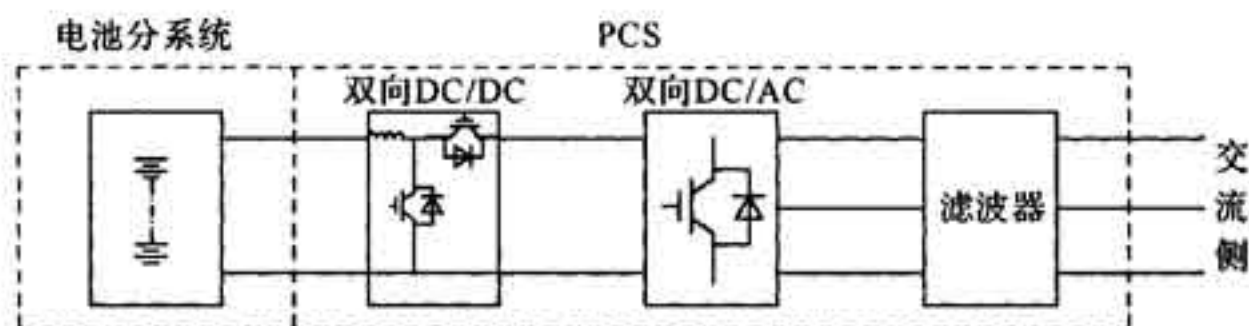 电池分系统
PCS
双向DC/DC
双向DC/AC
滤波器
交流侧